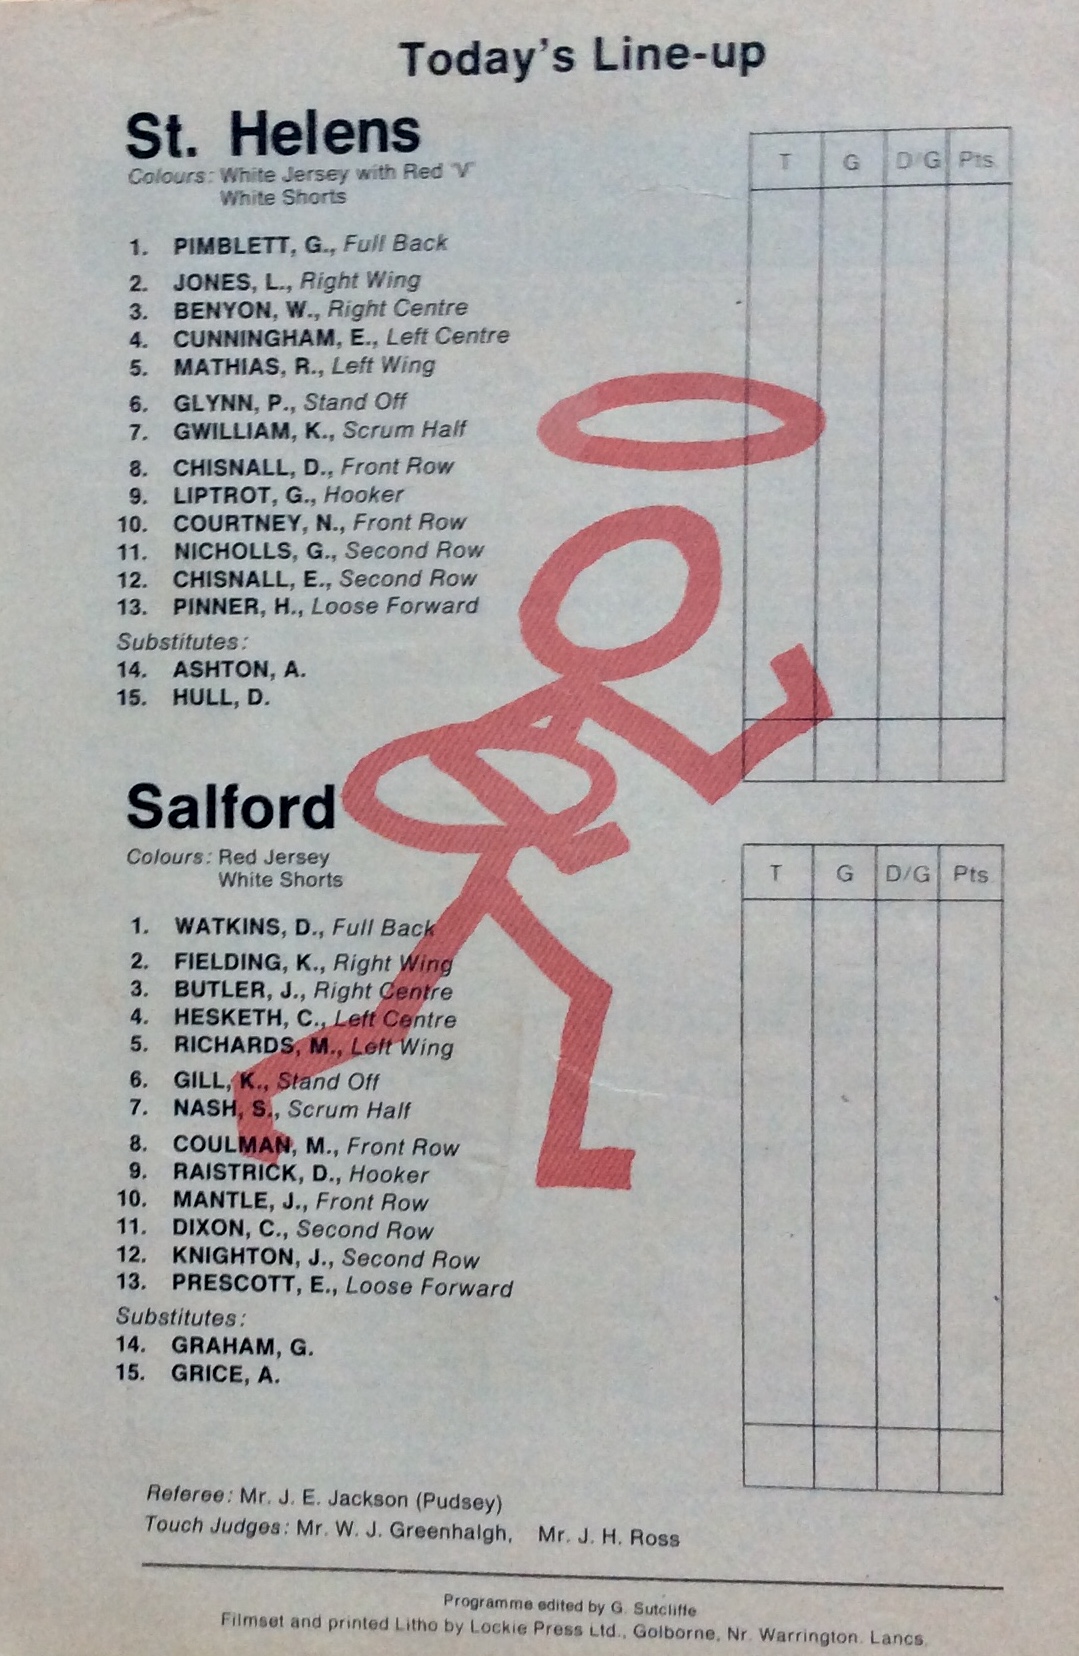 Today's Line-up
St. Helens
Colours: White Jersey with Red 'V'
White Shorts
T G D/G Pts.
1. PIMBLETT, G., Full Back
2. JONES, L., Right Wing
3. BENYON, W., Right Centre
4. CUNNINGHAM, E., Left Centre
5. MATHIAS, R., Left Wing
6. GLYNN, P., Stand Off
7. GWILLIAM, K., Scrum Half
8. CHISNALL, D., Front Row
9. LIPTROT, G., Hooker
10. COURTNEY, N., Front Row
11. NICHOLLS, G., Second Row
12. CHISNALL, E., Second Row
13. PINNER, H., Loose Forward
Substitutes:
14. ASHTON, A.
15. HULL, D.
Salford
Colours: Red Jersey
White Shorts
T G D/G Pts.
1. WATKINS, D., Full Back
2. FIELDING, K., Right Wing
3. BUTLER, J., Right Centre
4. HESKETH, C., Left Centre
5. RICHARDS, M., Left Wing
6. GILL, K., Stand Off
7. NASH, S., Scrum Half
8. COULMAN, M., Front Row
9. RAISTRICK, D., Hooker
10. MANTLE, J., Front Row
11. DIXON, C., Second Row
12. KNIGHTON, J., Second Row
13. PRESCOTT, E., Loose Forward
Substitutes:
14. GRAHAM, G.
15. GRICE, A.
Referee: Mr. J. E. Jackson (Pudsey)
Touch Judges: Mr. W. J. Greenhalgh, Mr. J. H. Ross
Programme edited by G. Sutcliffe
Filmset and printed Litho by Lockie Press Ltd., Golborne, Nr. Warrington. Lancs.